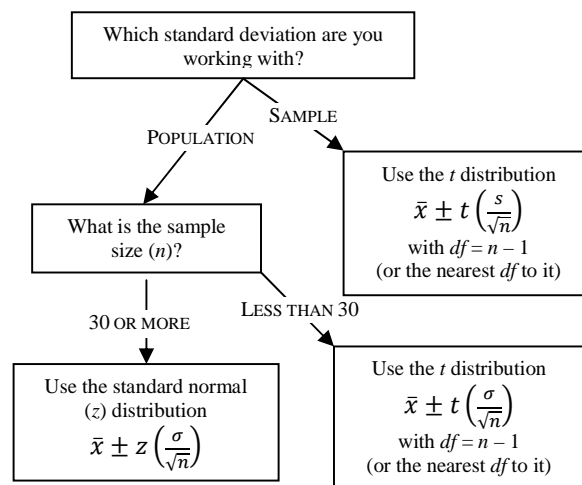 Which standard deviation are you
working with?
SAMPLE
POPULATION
Use the t distribution
x̄ ± t (s/√n)
with df = n – 1
(or the nearest df to it)
What is the sample
size (n)?
LESS THAN 30
30 OR MORE
Use the standard normal
(z) distribution
x̄ ± z (σ/√n)
Use the t distribution
x̄ ± t (σ/√n)
with df = n – 1
(or the nearest df to it)